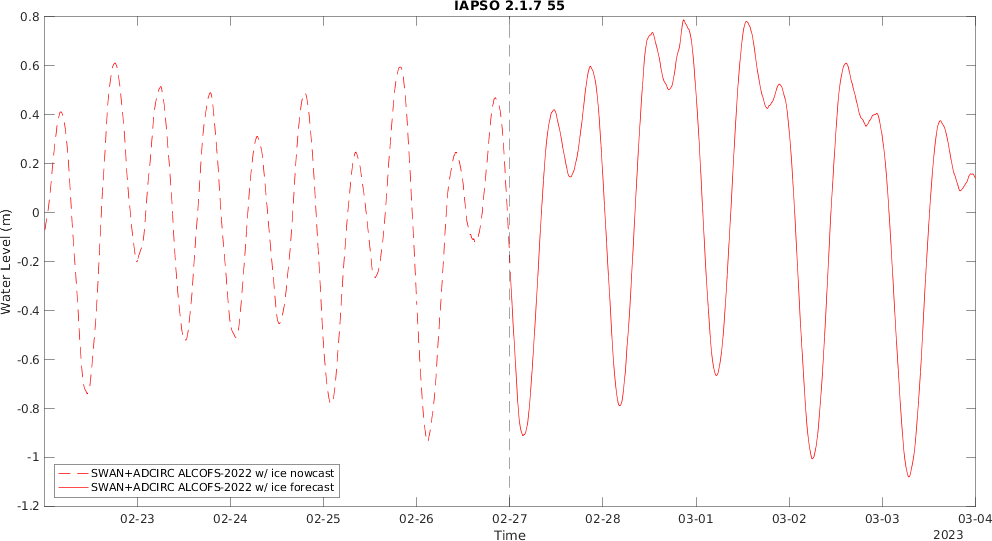 IAPSO 2.1.7 55
0.8
0.6
0.4
0.2
0
-0.2
-0.4
-0.6
-0.8
-1
-1.2
Water Level (m)
SWAN+ADCIRC ALCOFS-2022 w/ ice nowcast
SWAN+ADCIRC ALCOFS-2022 w/ ice forecast
02-23 02-24 02-25 02-26 02-27 02-28 03-01 03-02 03-03 03-04
Time
2023